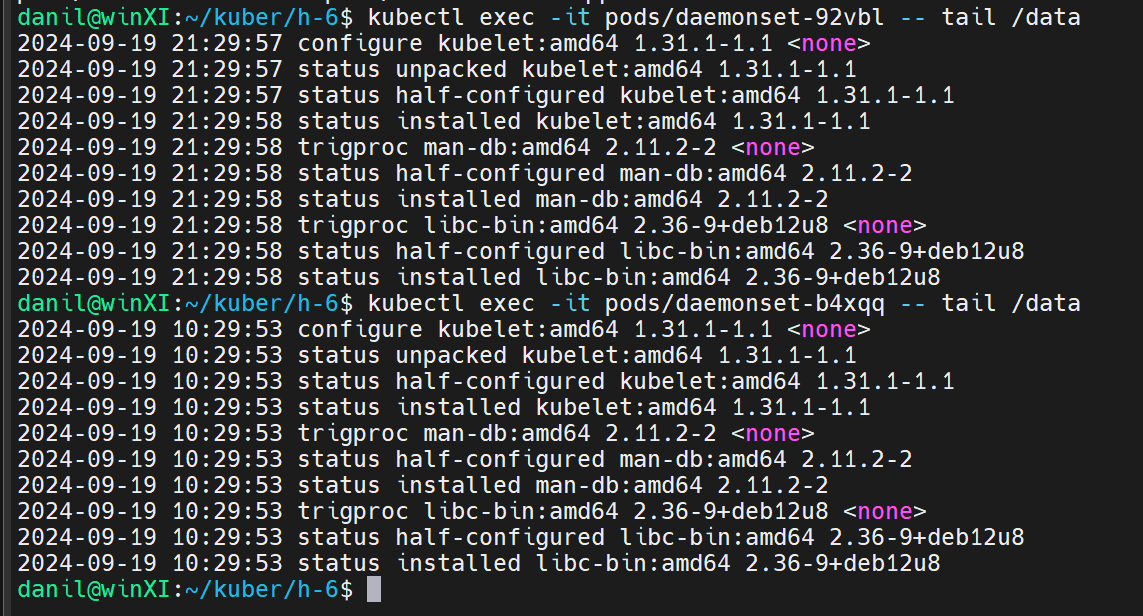 danil@winXI:~/kuber/h-6$ kubectl exec -it pods/daemonset-92vbl -- tail /data
2024-09-19 21:29:57 configure kubelet:amd64 1.31.1-1.1 <none>
2024-09-19 21:29:57 status unpacked kubelet:amd64 1.31.1-1.1
2024-09-19 21:29:57 status half-configured kubelet:amd64 1.31.1-1.1
2024-09-19 21:29:58 status installed kubelet:amd64 1.31.1-1.1
2024-09-19 21:29:58 trigproc man-db:amd64 2.11.2-2 <none>
2024-09-19 21:29:58 status half-configured man-db:amd64 2.11.2-2
2024-09-19 21:29:58 status installed man-db:amd64 2.11.2-2
2024-09-19 21:29:58 trigproc libc-bin:amd64 2.36-9+deb12u8 <none>
2024-09-19 21:29:58 status half-configured libc-bin:amd64 2.36-9+deb12u8
2024-09-19 21:29:58 status installed libc-bin:amd64 2.36-9+deb12u8
danil@winXI:~/kuber/h-6$ kubectl exec -it pods/daemonset-b4xqq -- tail /data
2024-09-19 10:29:53 configure kubelet:amd64 1.31.1-1.1 <none>
2024-09-19 10:29:53 status unpacked kubelet:amd64 1.31.1-1.1
2024-09-19 10:29:53 status half-configured kubelet:amd64 1.31.1-1.1
2024-09-19 10:29:53 status installed kubelet:amd64 1.31.1-1.1
2024-09-19 10:29:53 trigproc man-db:amd64 2.11.2-2 <none>
2024-09-19 10:29:53 status half-configured man-db:amd64 2.11.2-2
2024-09-19 10:29:53 status installed man-db:amd64 2.11.2-2
2024-09-19 10:29:53 trigproc libc-bin:amd64 2.36-9+deb12u8 <none>
2024-09-19 10:29:53 status half-configured libc-bin:amd64 2.36-9+deb12u8
2024-09-19 10:29:53 status installed libc-bin:amd64 2.36-9+deb12u8
danil@winXI:~/kuber/h-6$